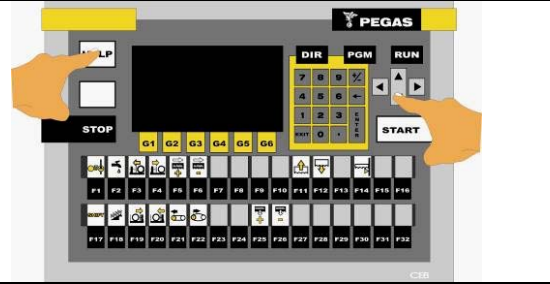 PEGAS
DIR PGM RUN
7 8 9 +/-
4 5 6 ←
1 2 3 ENTER
EXIT 0 .
STOP
START
G1 G2 G3 G4 G5 G6
F1 F2 F3 F4 F5 F6 F7 F8 F9 F10 F11 F12 F13 F14 F15 F16
SHIFT
F17 F18 F19 F20 F21 F22 F23 F24 F25 F26 F27 F28 F29 F30 F31 F32